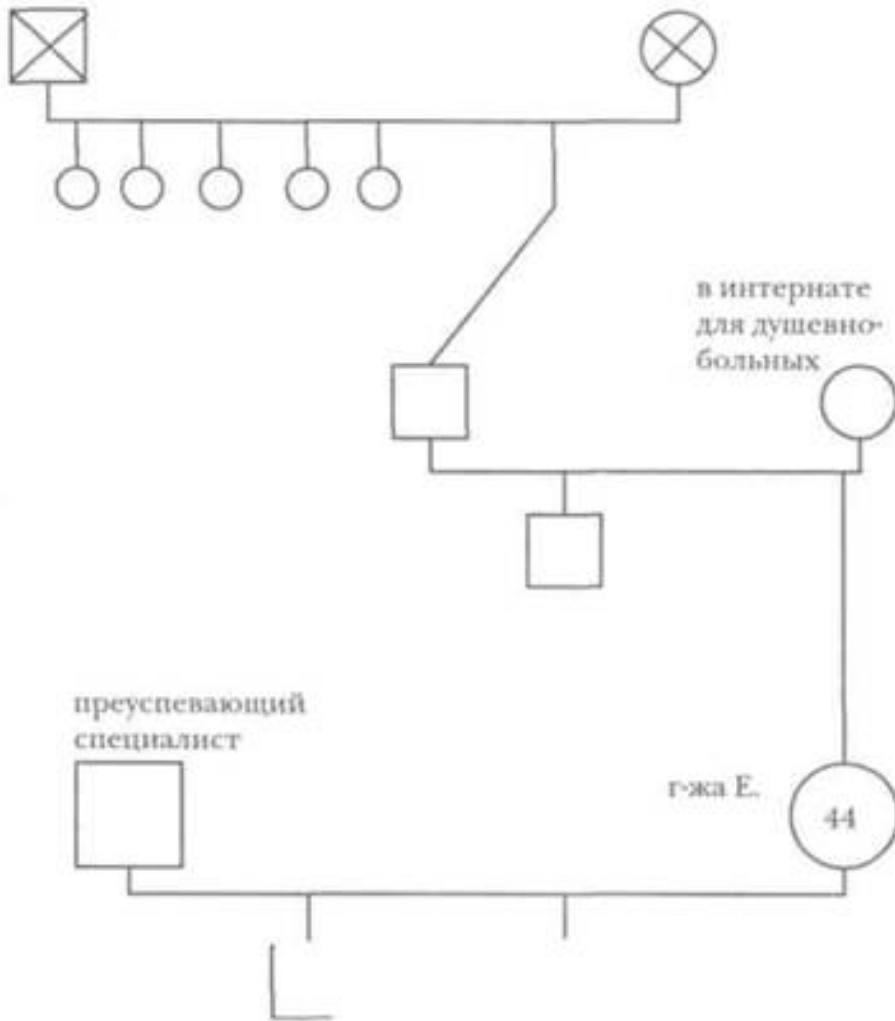 в интернате
для душевно-
больных
преуспевающий
специалист
г-жа Е.
44